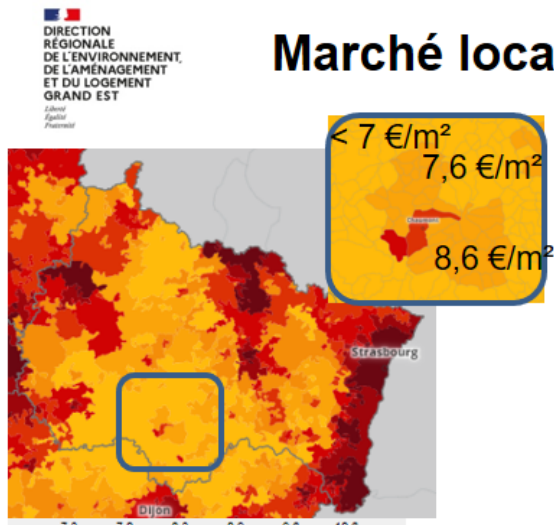 DIRECTION
RÉGIONALE
DE L'ENVIRONNEMENT,
DE L'AMÉNAGEMENT
ET DU LOGEMENT
GRAND EST
Liberté
Égalité
Fraternité
Marché loca
< 7 €/m²
7,6 €/m²
Chaumont
8,6 €/m²
Strasbourg
Dijon